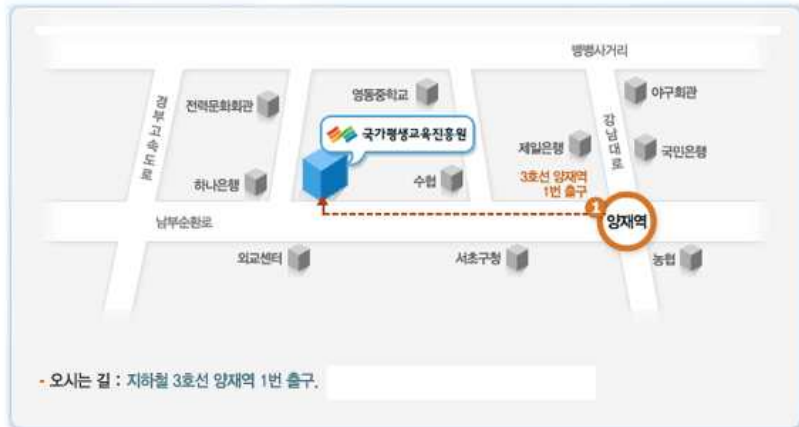 뱅뱅사거리
경부고속도로
전력문화회관
영동중학교
강남대로
야구회관
국가평생교육진흥원
제일은행
국민은행
하나은행
수협
3호선 양재역
1번 출구
1
양재역
남부순환로
외교센터
서초구청
농협
- 오시는 길 : 지하철 3호선 양재역 1번 출구,